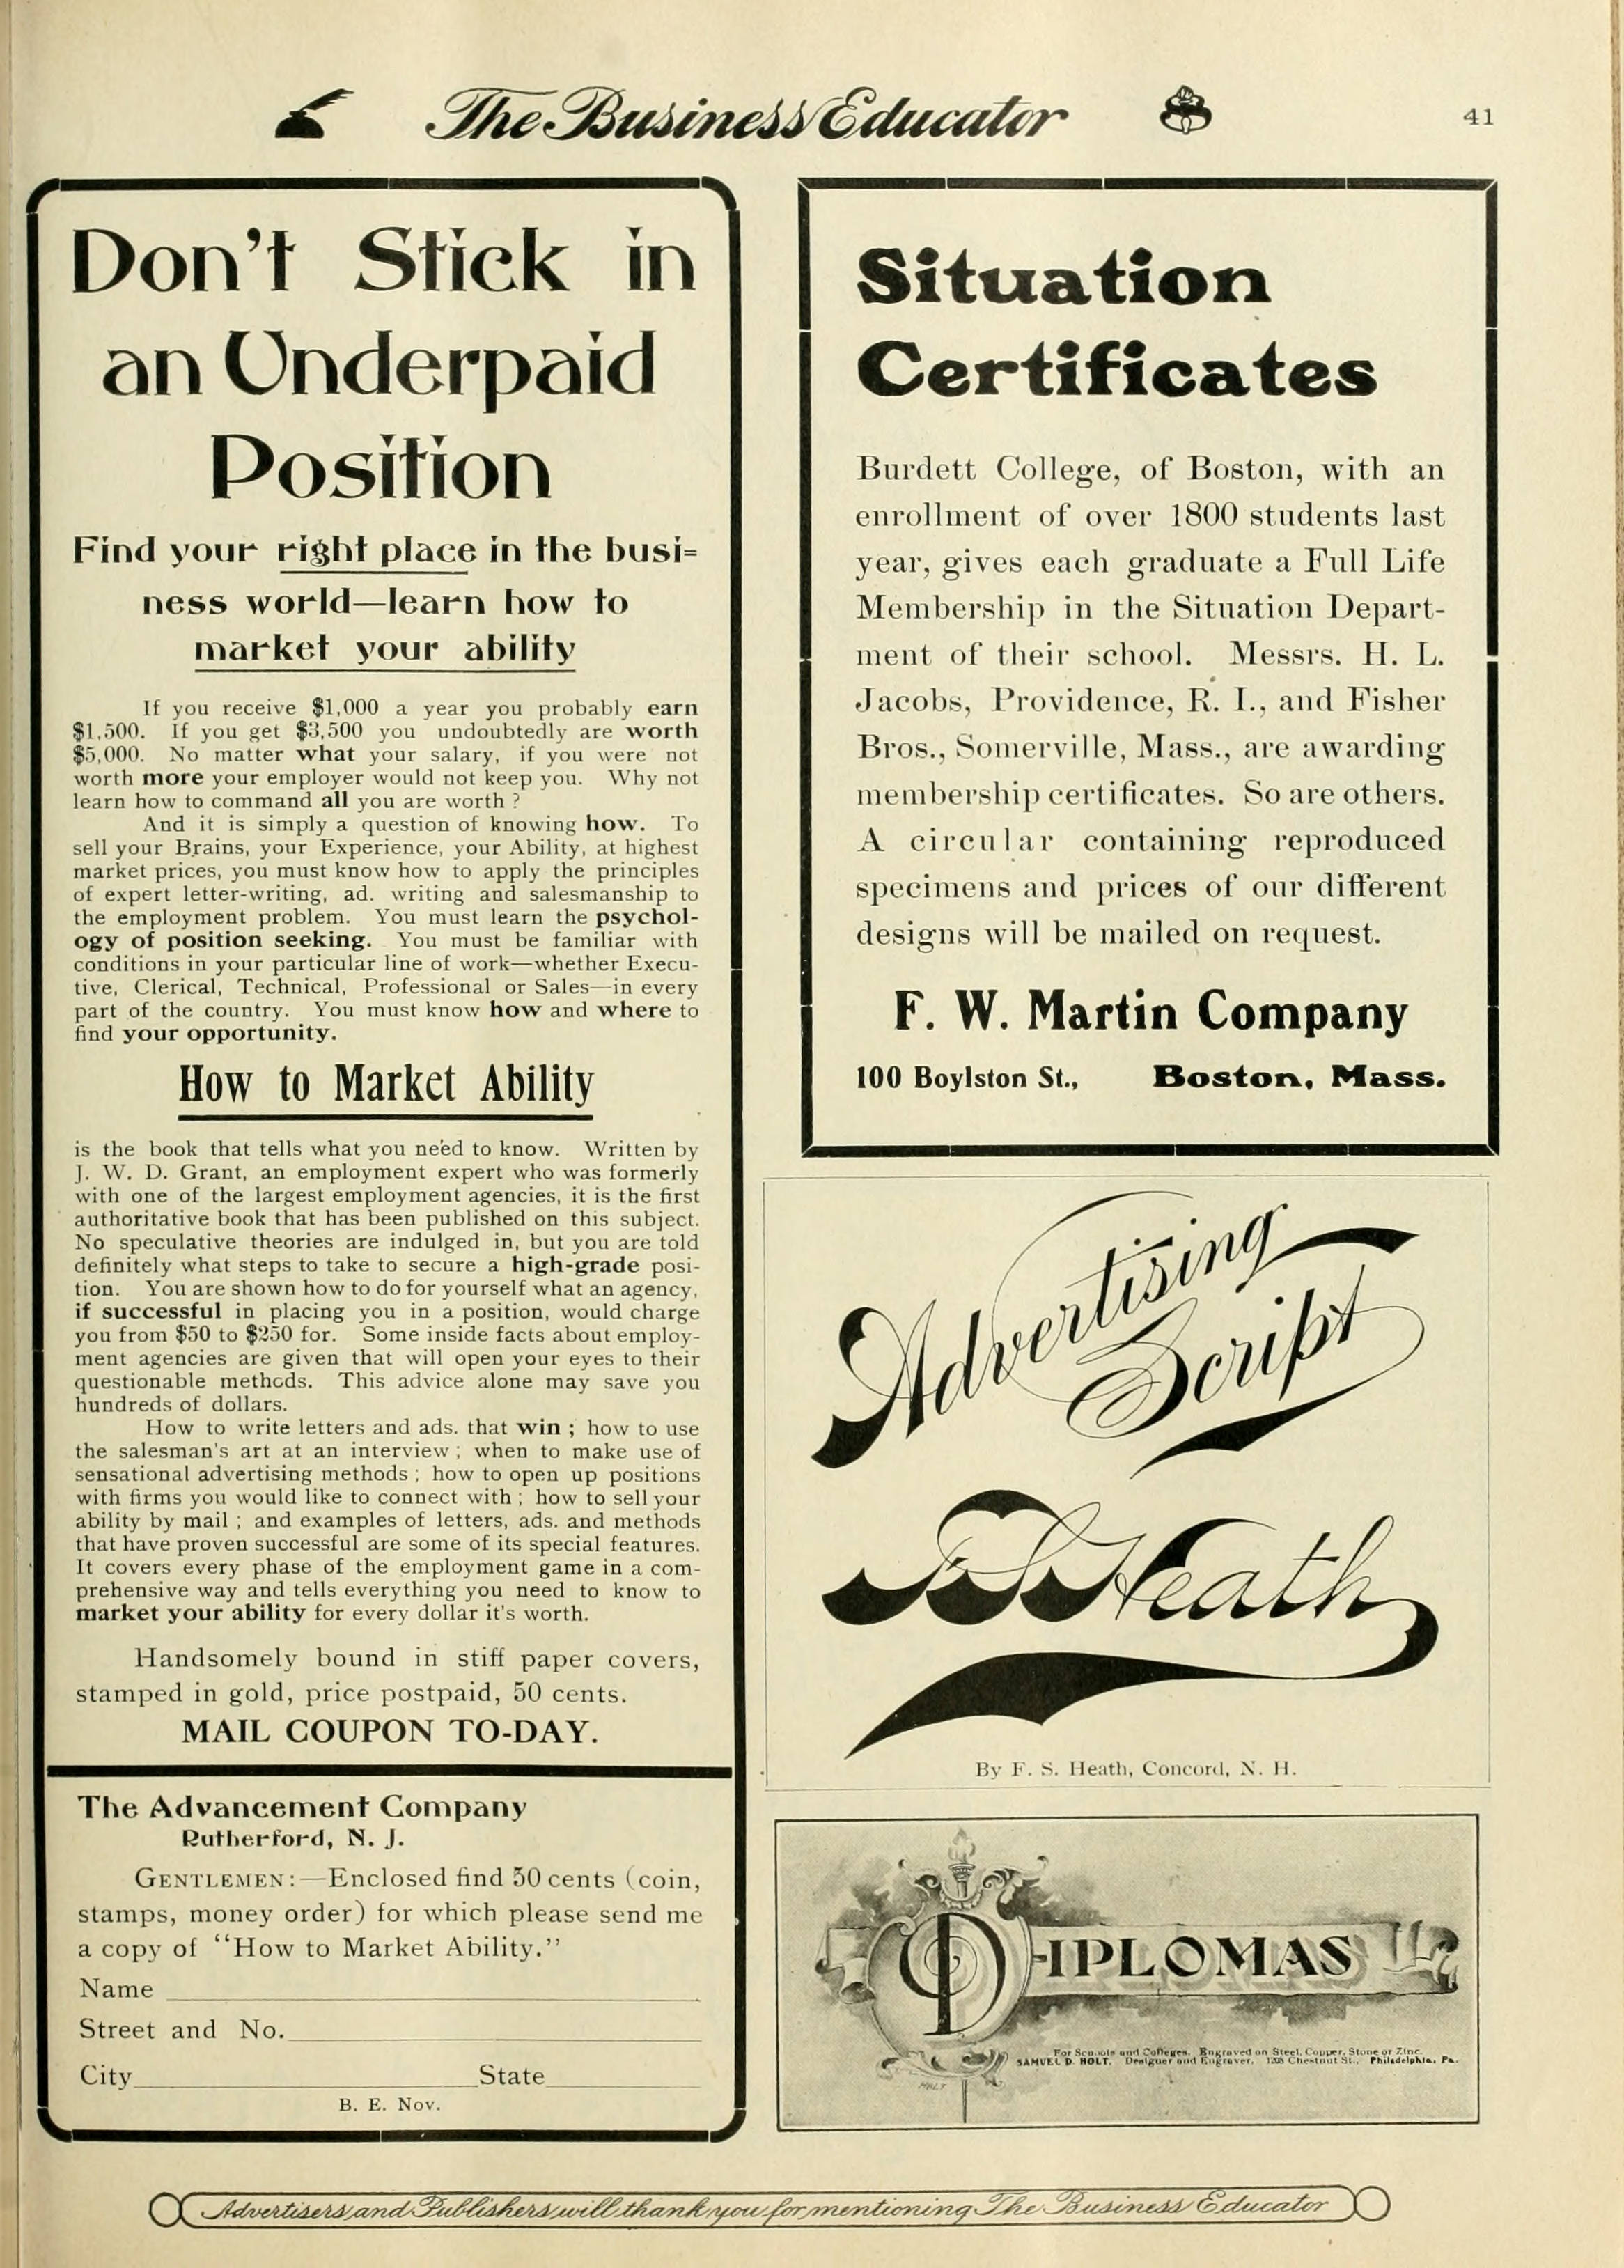 The Business Educator
41
Don't Stick in
an Underpaid
Position
Find your right place in the busi=
ness world—learn how to
market your ability
If you receive $1,000 a year you probably earn
$1,500. If you get $3,500 you undoubtedly are worth
$5,000. No matter what your salary, if you were not
worth more your employer would not keep you. Why not
learn how to command all you are worth ?
And it is simply a question of knowing how. To
sell your Brains, your Experience, your Ability, at highest
market prices, you must know how to apply the principles
of expert letter-writing, ad. writing and salesmanship to
the employment problem. You must learn the psychol-
ogy of position seeking. You must be familiar with
conditions in your particular line of work—whether Execu-
tive, Clerical, Technical, Professional or Sales—in every
part of the country. You must know how and where to
find your opportunity.
How to Market Ability
is the book that tells what you need to know. Written by
J. W. D. Grant, an employment expert who was formerly
with one of the largest employment agencies, it is the first
authoritative book that has been published on this subject.
No speculative theories are indulged in, but you are told
definitely what steps to take to secure a high-grade posi-
tion. You are shown how to do for yourself what an agency,
if successful in placing you in a position, would charge
you from $50 to $250 for. Some inside facts about employ-
ment agencies are given that will open your eyes to their
questionable methods. This advice alone may save you
hundreds of dollars.
How to write letters and ads. that win ; how to use
the salesman's art at an interview ; when to make use of
sensational advertising methods ; how to open up positions
with firms you would like to connect with ; how to sell your
ability by mail ; and examples of letters, ads. and methods
that have proven successful are some of its special features.
It covers every phase of the employment game in a com-
prehensive way and tells everything you need to know to
market your ability for every dollar it's worth.
Handsomely bound in stiff paper covers,
stamped in gold, price postpaid, 50 cents.
MAIL COUPON TO-DAY.
The Advancement Company
Rutherford, N. J.
GENTLEMEN:—Enclosed find 50 cents (coin,
stamps, money order) for which please send me
a copy of "How to Market Ability."
Name
Street and No.
City State
B. E. Nov.
Situation
Certificates
Burdett College, of Boston, with an
enrollment of over 1800 students last
year, gives each graduate a Full Life
Membership in the Situation Depart-
ment of their school. Messrs. H. L.
Jacobs, Providence, R. I., and Fisher
Bros., Somerville, Mass., are awarding
membership certificates. So are others.
A circular containing reproduced
specimens and prices of our different
designs will be mailed on request.
F. W. Martin Company
100 Boylston St., Boston, Mass.
Advertising
Script
F S Heath
By F. S. Heath, Concord, N. H.
DIPLOMAS
For Schools and Colleges. Engraved on Steel, Copper, Stone or Zinc.
SAMUEL D. HOLT. Designer and Engraver. 1208 Chestnut St., Philadelphia, Pa.
HOLT
Advertisers and Publishers will thank you for mentioning The Business Educator